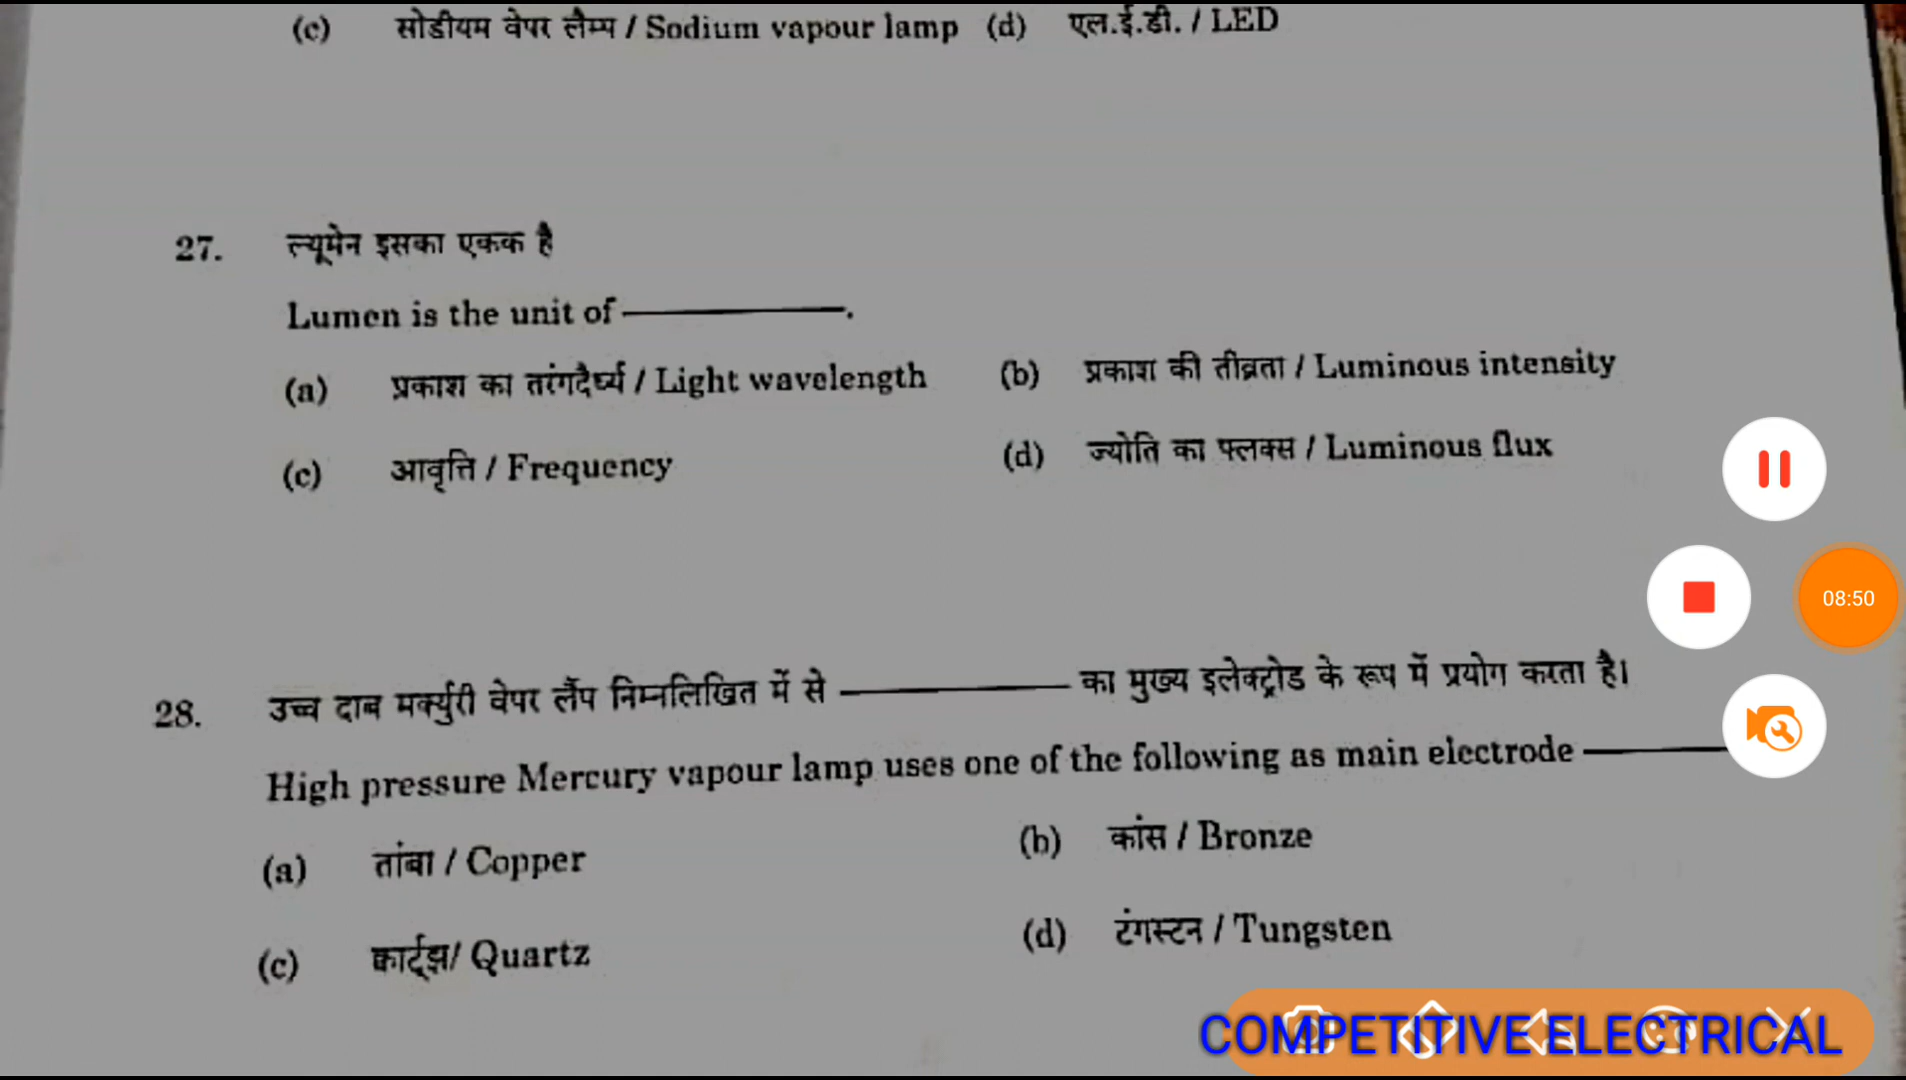 (c) सोडीयम वेपर लैम्प / Sodium vapour lamp (d) एल.ई.डी. / LED
27. ल्यूमेन इसका एकक है
Lumen is the unit of ————.
(a) प्रकाश का तरंगदैर्घ्य / Light wavelength (b) प्रकाश की तीव्रता / Luminous intensity
(c) आवृत्ति / Frequency (d) ज्योति का फ्लक्स / Luminous flux
08:50
28. उच्च दाब मर्क्युरी वेपर लैंप निम्नलिखित में से ———— का मुख्य इलेक्ट्रोड के रूप में प्रयोग करता है।
High pressure Mercury vapour lamp uses one of the following as main electrode ————
(a) तांबा / Copper (b) कांस / Bronze
(c) क्वार्ट्झ/ Quartz (d) टंगस्टन / Tungsten
COMPETITIVE ELECTRICAL